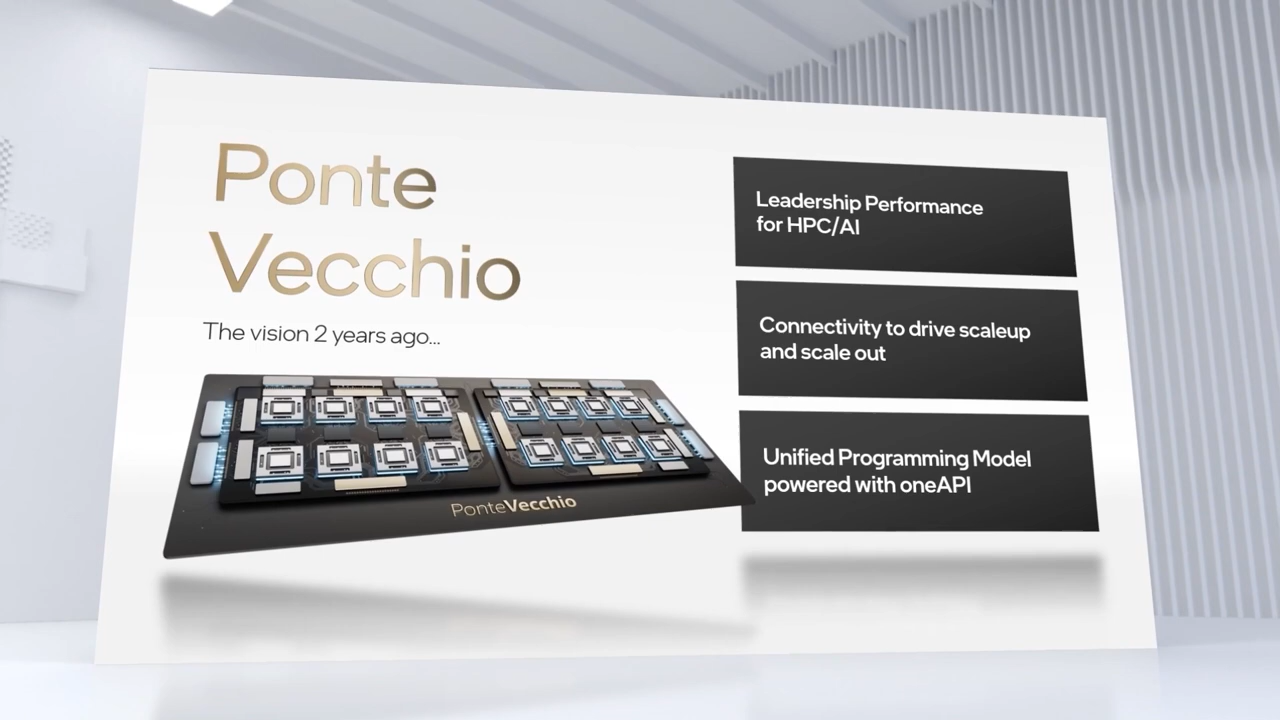 Ponte
Vecchio
The vision 2 years ago...
PonteVecchio
Leadership Performance
for HPC/AI
Connectivity to drive scaleup
and scale out
Unified Programming Model
powered with oneAPI